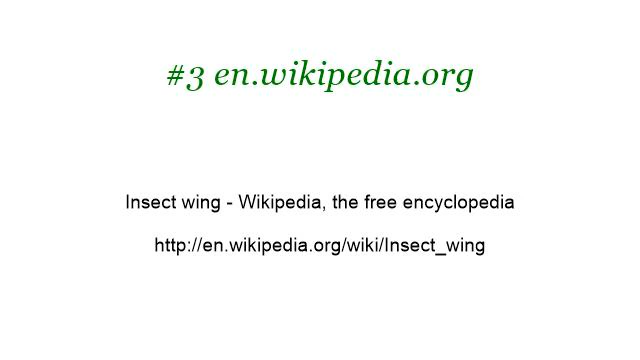 #3 en.wikipedia.org
Insect wing - Wikipedia, the free encyclopedia
http://en.wikipedia.org/wiki/Insect_wing